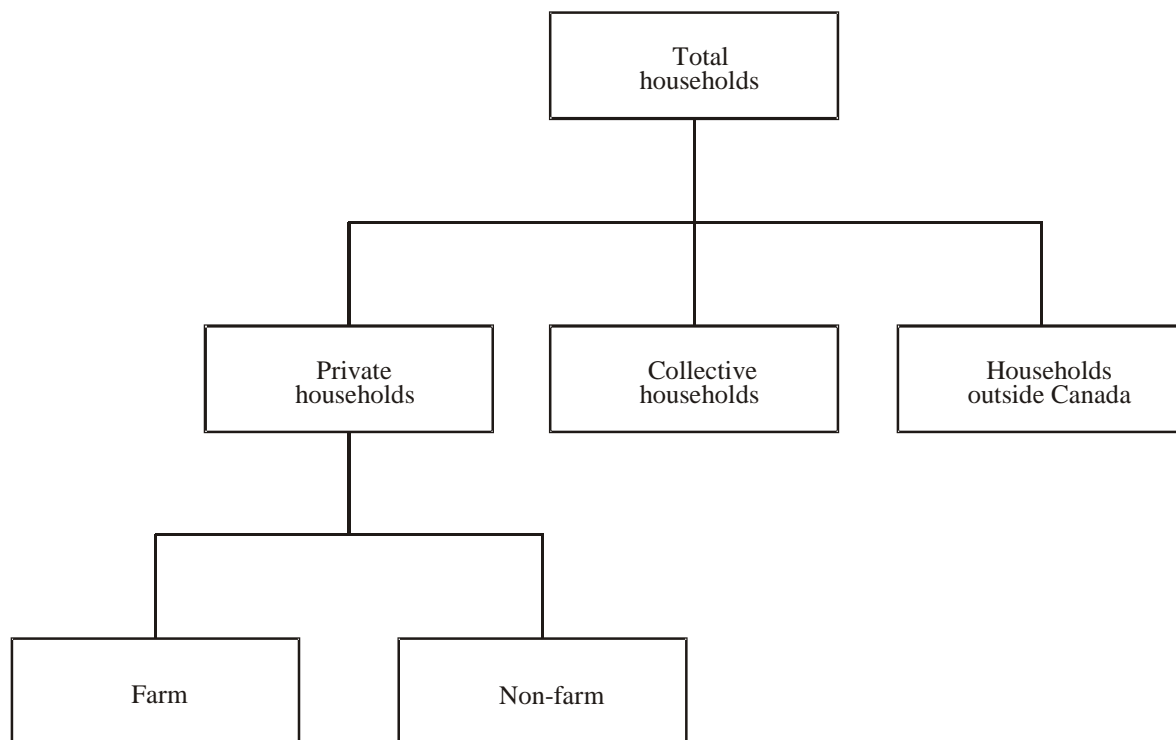 Total
households
Private
households
Collective
households
Households
outside Canada
Farm
Non-farm